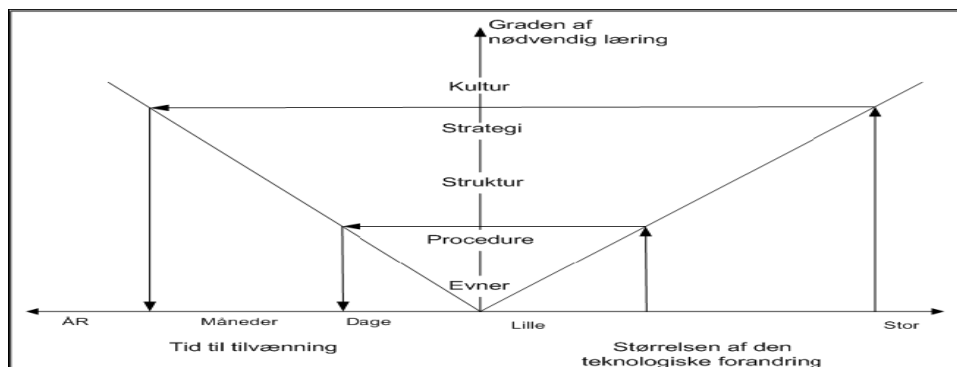 Graden af
nødvendig læring
Kultur
Strategi
Struktur
Procedure
Evner
ÅR
Måneder
Dage
Lille
Stor
Tid til tilvænning
Størrelsen af den
teknologiske forandring